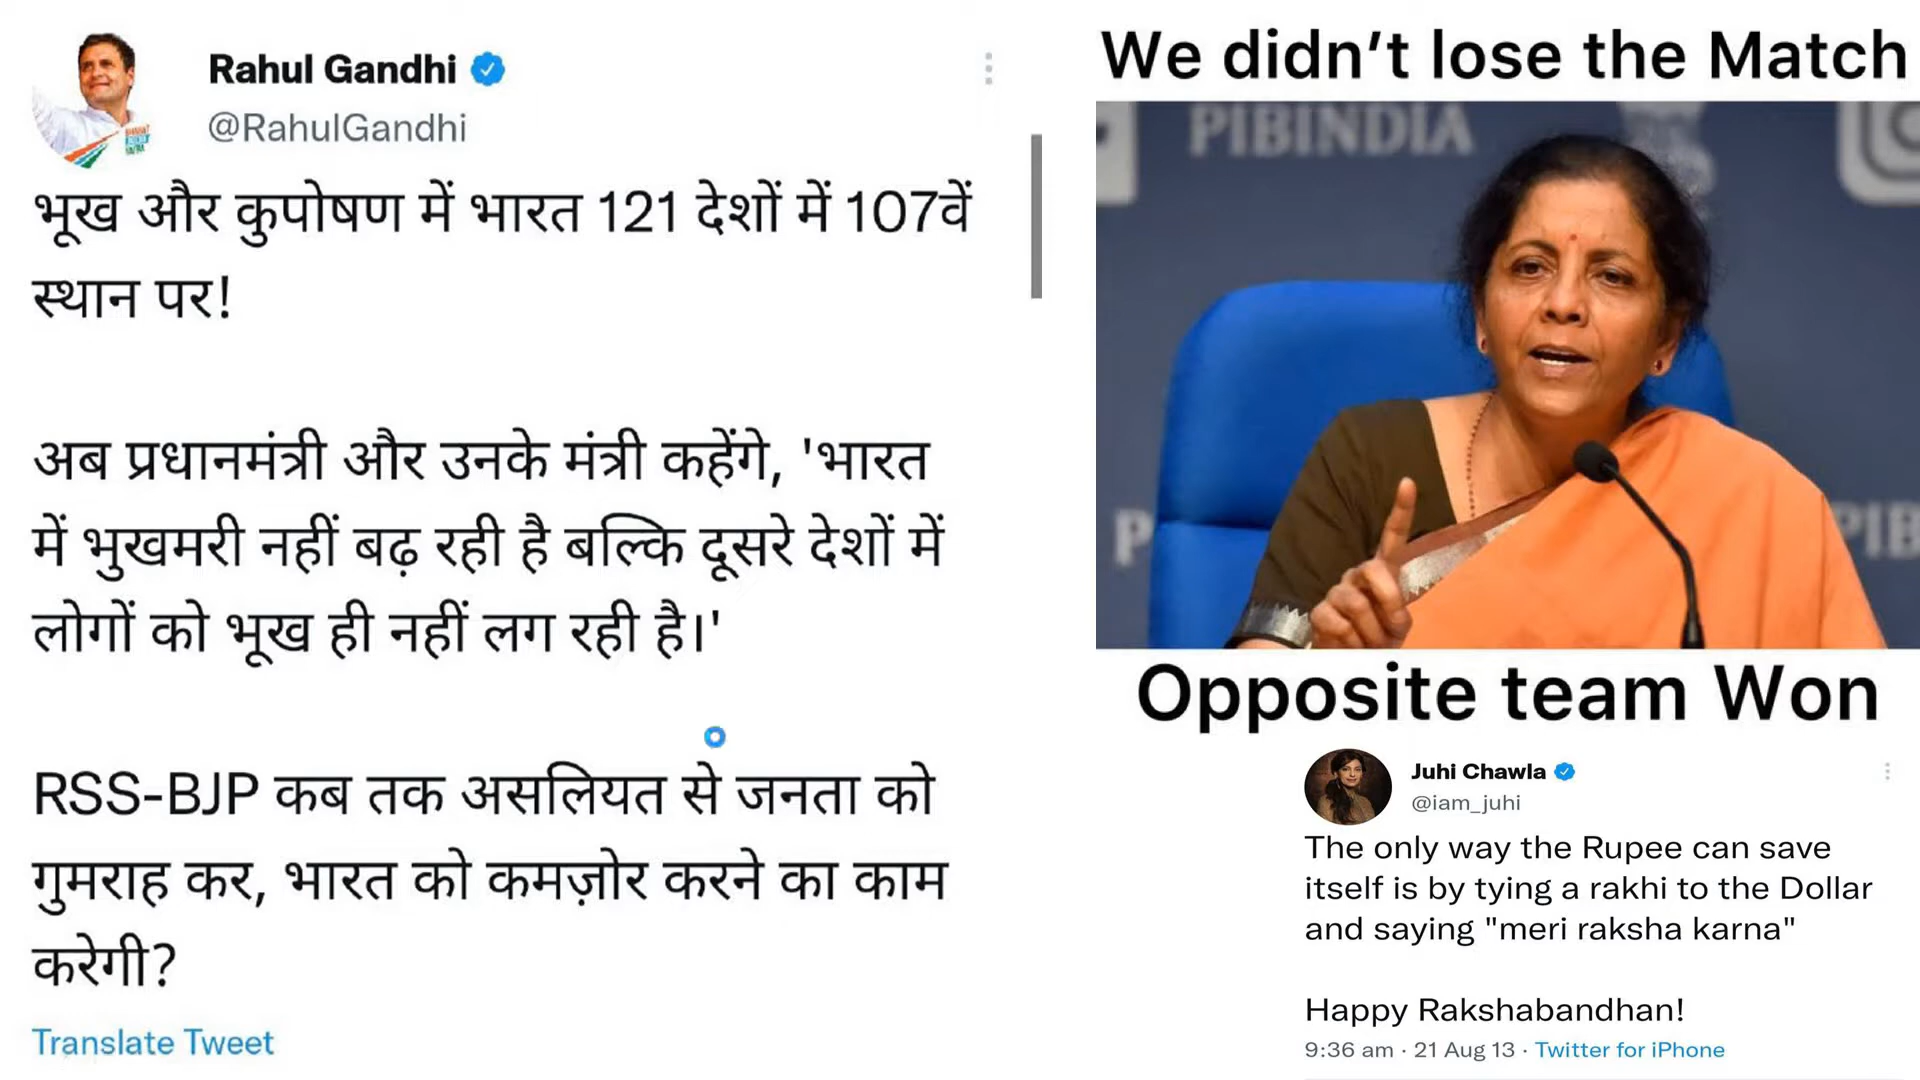 Rahul Gandhi
@RahulGandhi
भूख और कुपोषण में भारत 121 देशों में 107वें
स्थान पर!
अब प्रधानमंत्री और उनके मंत्री कहेंगे, 'भारत
में भुखमरी नहीं बढ़ रही है बल्कि दूसरे देशों में
लोगों को भूख ही नहीं लग रही है।'
RSS-BJP कब तक असलियत से जनता को
गुमराह कर, भारत को कमज़ोर करने का काम
करेगी?
Translate Tweet
We didn't lose the Match
PIBINDIA
P
PIB
Opposite team Won
Juhi Chawla
@iam_juhi
The only way the Rupee can save
itself is by tying a rakhi to the Dollar
and saying "meri raksha karna"
Happy Rakshabandhan!
9:36 am · 21 Aug 13 · Twitter for iPhone